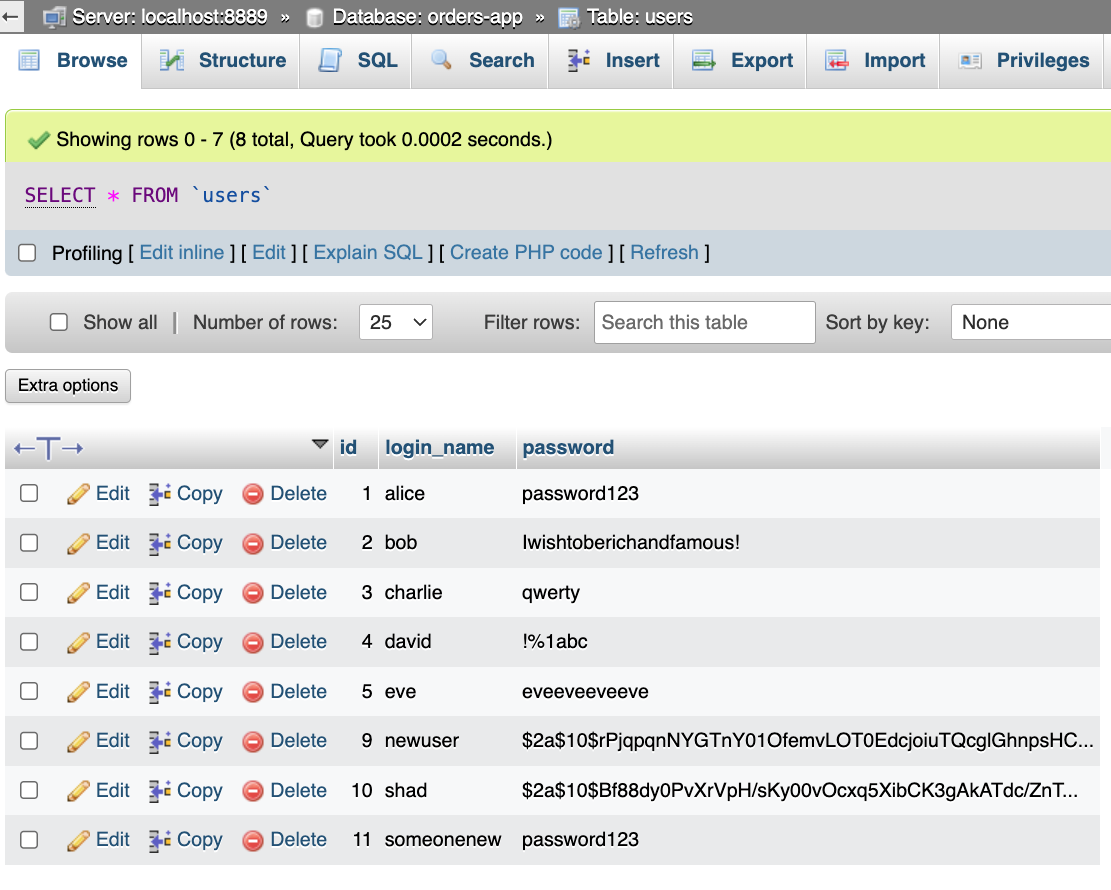 Server: localhost:8889 » Database: orders-app » Table: users
Browse Structure SQL Search Insert Export Import Privileges
Showing rows 0 - 7 (8 total, Query took 0.0002 seconds.)
SELECT * FROM `users`
Profiling [ Edit inline ] [ Edit ] [ Explain SQL ] [ Create PHP code ] [ Refresh ]
Show all | Number of rows: 25 Filter rows: Search this table Sort by key: None
Extra options
←T→ id login_name password
Edit Copy Delete 1 alice password123
Edit Copy Delete 2 bob Iwishtoberichandfamous!
Edit Copy Delete 3 charlie qwerty
Edit Copy Delete 4 david !%1abc
Edit Copy Delete 5 eve eveeveeveeve
Edit Copy Delete 9 newuser $2a$10$rPjqpqnNYGTnY01OfemvLOT0EdcjoiuTQcglGhnpsHC...
Edit Copy Delete 10 shad $2a$10$Bf88dy0PvXrVpH/sKy00vOcxq5XibCK3gAkATdc/ZnT...
Edit Copy Delete 11 someonenew password123